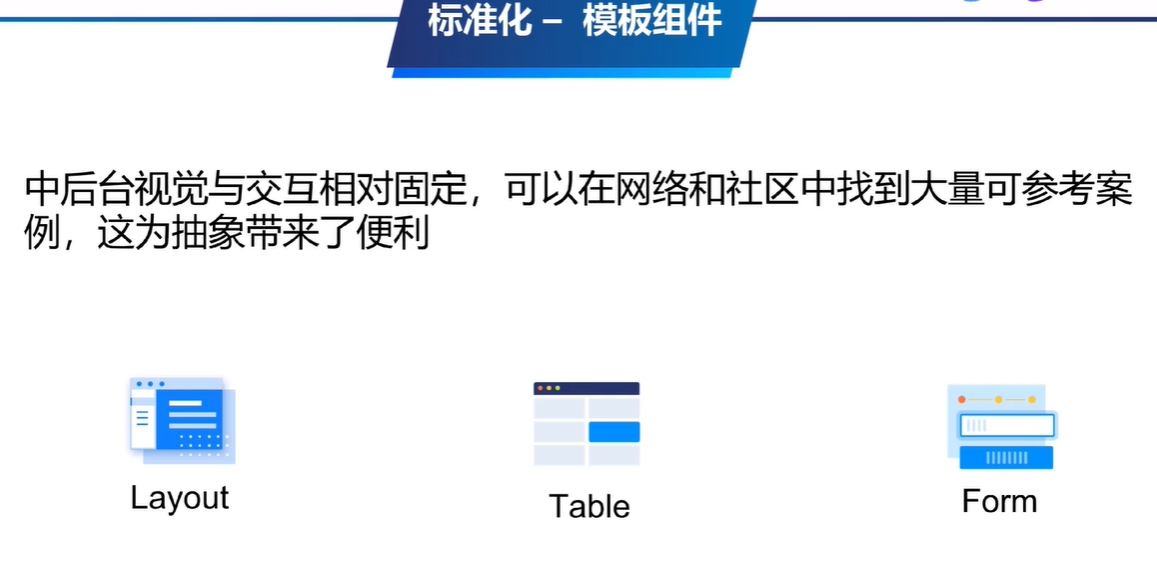 标准化 – 模板组件
中后台视觉与交互相对固定，可以在网络和社区中找到大量可参考案
例，这为抽象带来了便利
Layout
Table
Form